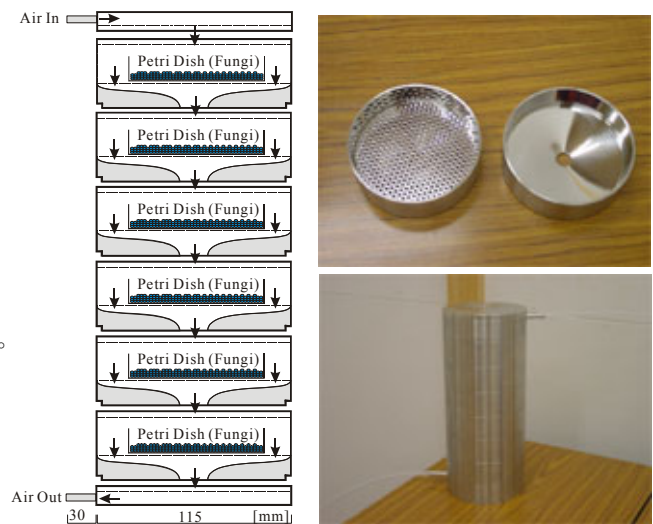 Air In
Petri Dish (Fungi)
Petri Dish (Fungi)
Petri Dish (Fungi)
Petri Dish (Fungi)
Petri Dish (Fungi)
Petri Dish (Fungi)
Air Out
30 115 [mm]